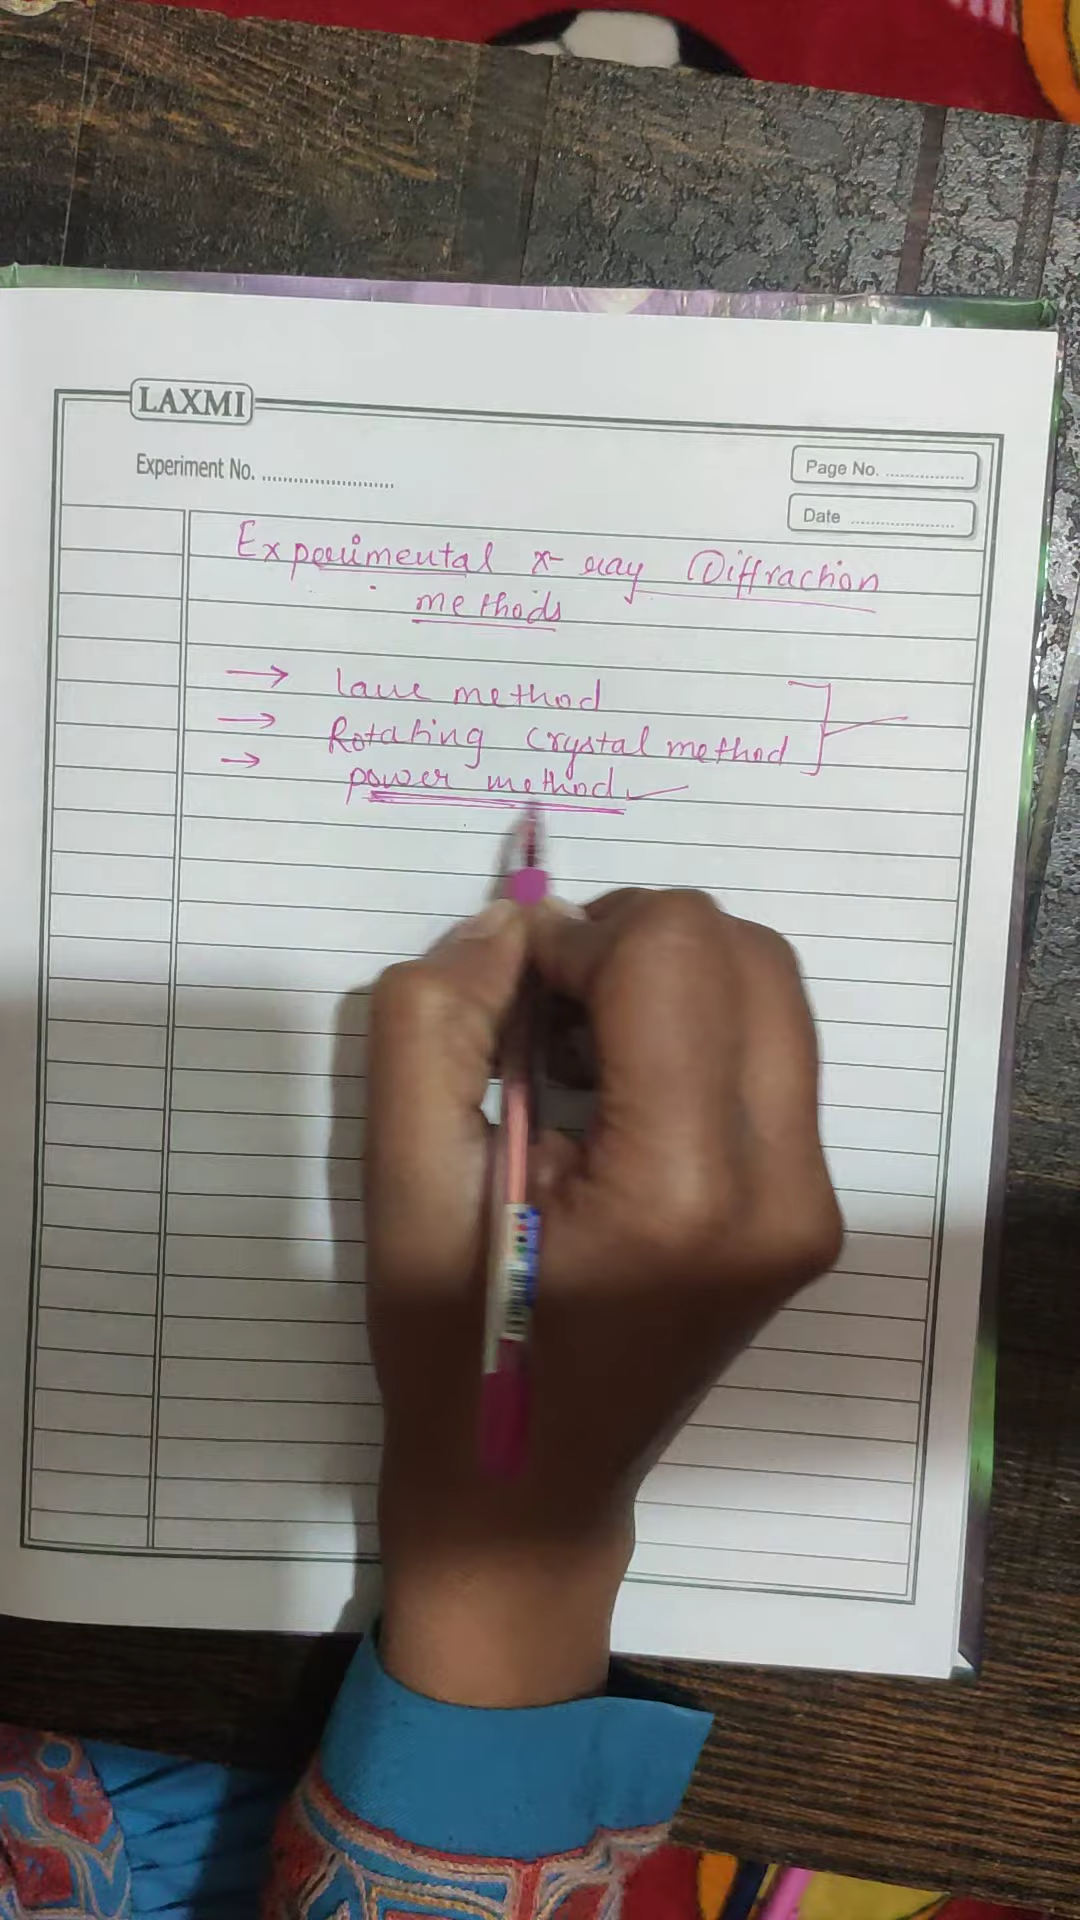 LAXMI
Experiment No. ........................
Page No. ................
Date .....................
Experimental x-ray Diffraction
methods
→ laue method
→ Rotating crystal method
→ power method